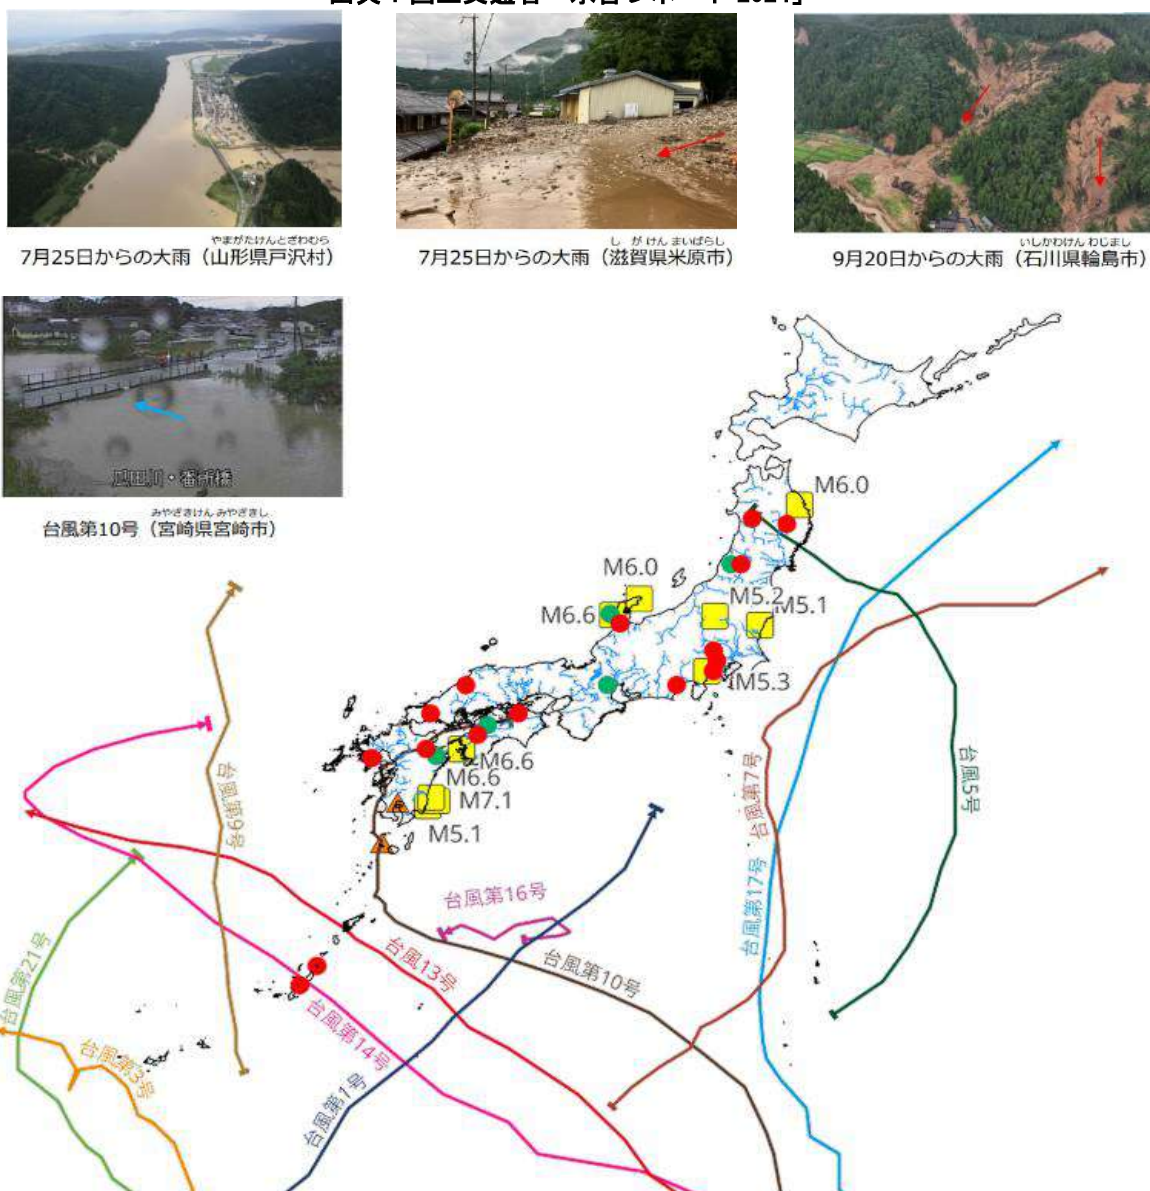 やまがたけんとざわむら
7月25日からの大雨（山形県戸沢村）
しがけんまいばらし
7月25日からの大雨（滋賀県米原市）
いしかわけんわじまし
9月20日からの大雨（石川県輪島市）
瓜田川・番所橋
みやざきけんみやざきし
台風第10号（宮崎県宮崎市）
M6.0
M6.0
M6.6
M5.2
M5.1
M5.3
M6.6
M6.6
M7.1
M5.1
台風第9号
台風第7号
台風5号
台風第17号
台風第16号
台風第21号
台風13号
台風第10号
台風第14号
台風第3号
台風第1号